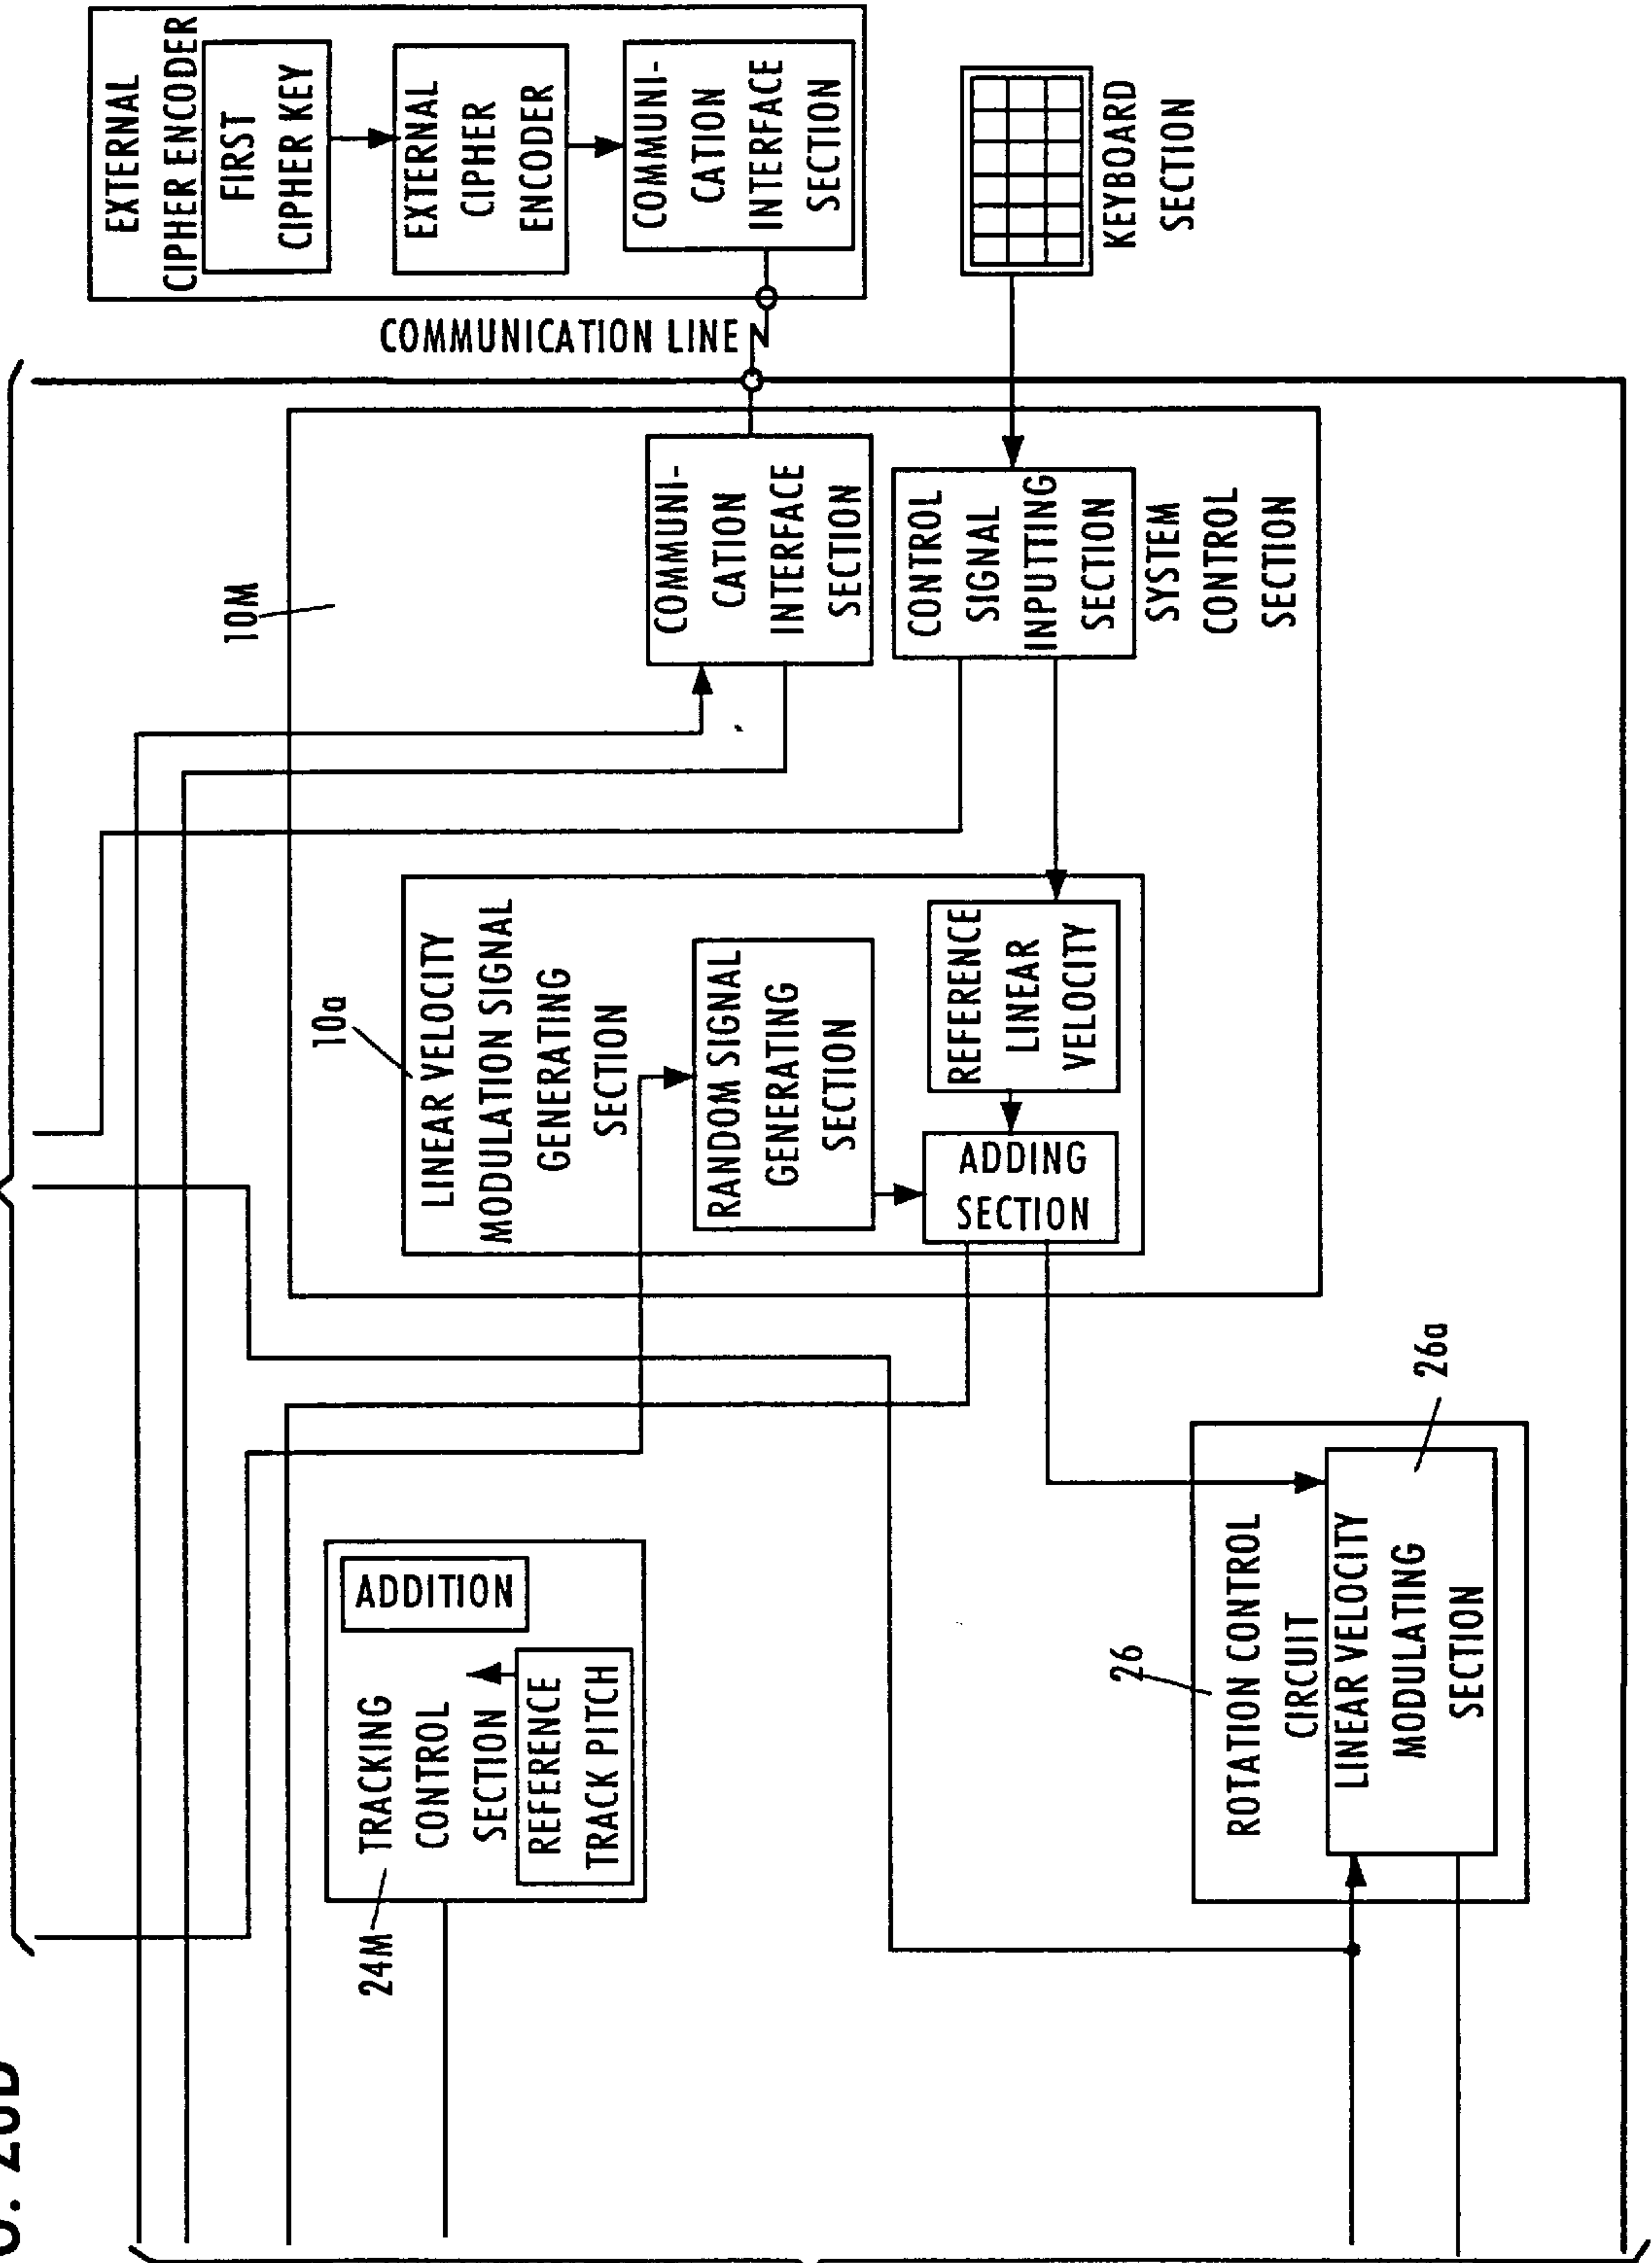 EXTERNAL
CIPHER ENCODER
FIRST
CIPHER KEY
EXTERNAL
CIPHER
ENCODER
COMMUNI-
CATION
INTERFACE
SECTION
COMMUNICATION LINE
KEYBOARD
SECTION
10M
COMMUNI-
CATION
INTERFACE
SECTION
CONTROL
SIGNAL
INPUTING
SECTION
SYSTEM
CONTROL
SECTION
10a
LINEAR VELOCITY
MODULATION SIGNAL
GENERATING
SECTION
RANDOM SIGNAL
GENERATING
SECTION
REFERENCE
LINEAR
VELOCITY
ADDING
SECTION
ADDITION
TRACKING
CONTROL
SECTION
REFERENCE
TRACK PITCH
24M
26
ROTATION CONTROL
CIRCUIT
LINEAR VELOCITY
MODULATING
SECTION
26a